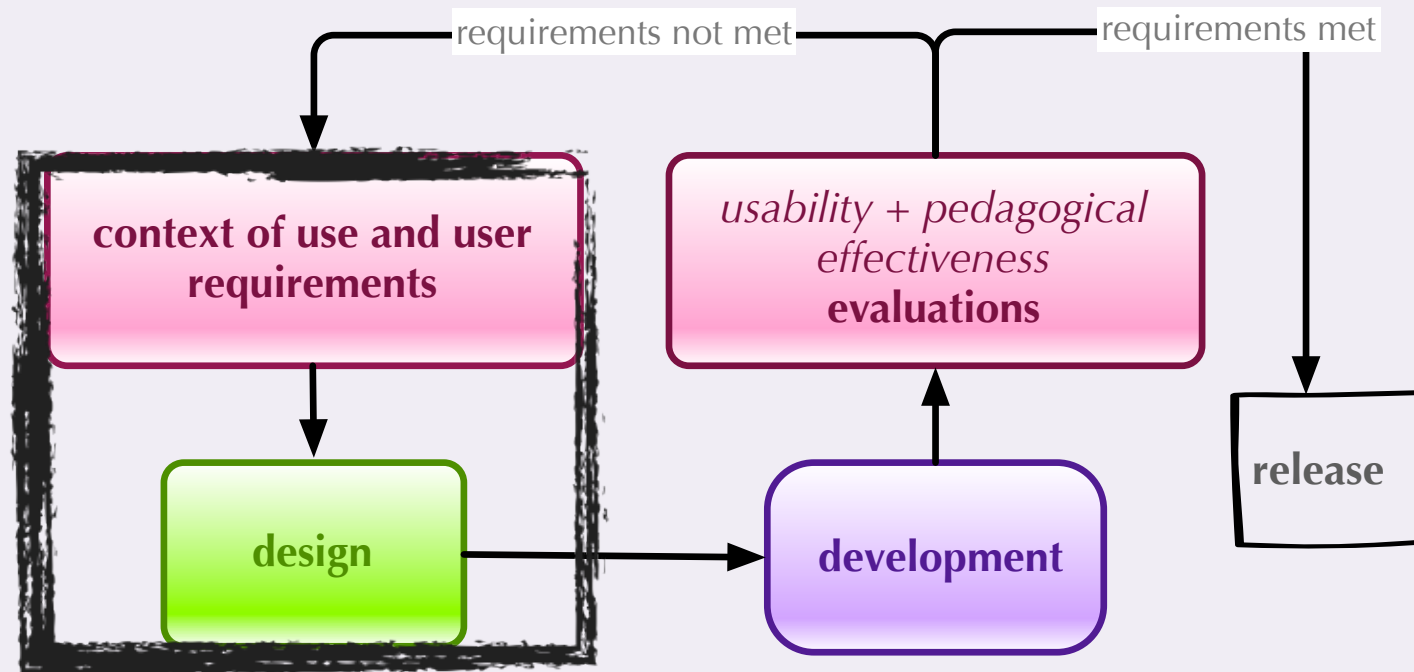 requirements not met
requirements met
context of use and user
requirements
usability + pedagogical
effectiveness
evaluations
design
development
release